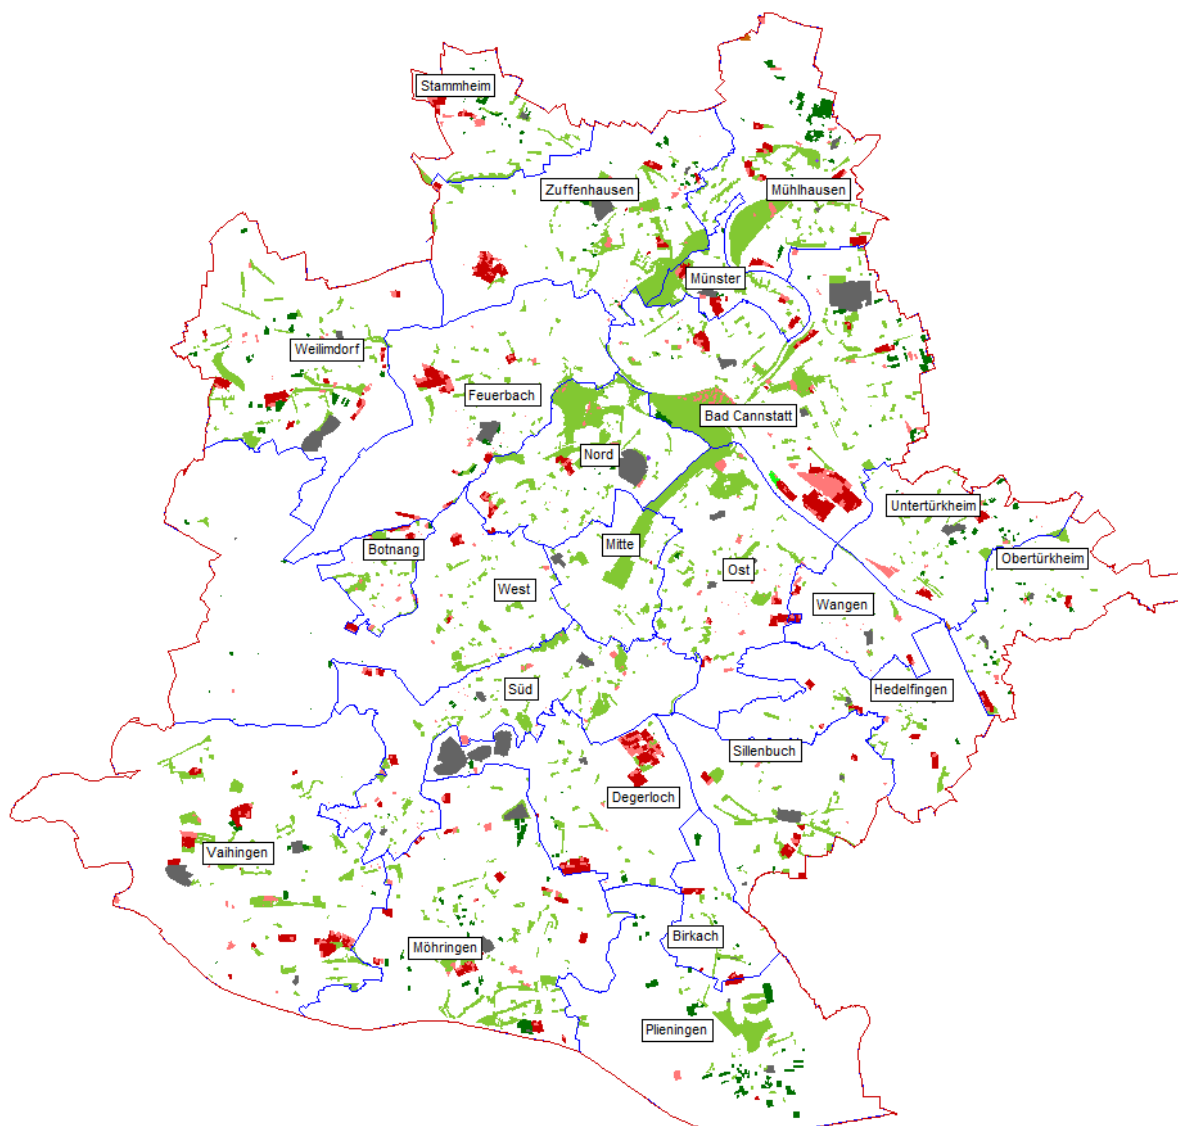 Stammheim
Zuffenhausen
Mühlhausen
Münster
Weilimdorf
Feuerbach
Bad Cannstatt
Nord
Untertürkheim
Botnang
Mitte
Ost
Obertürkheim
West
Wangen
Süd
Hedelfingen
Sillenbuch
Degerloch
Vaihingen
Birkach
Möhringen
Plieningen